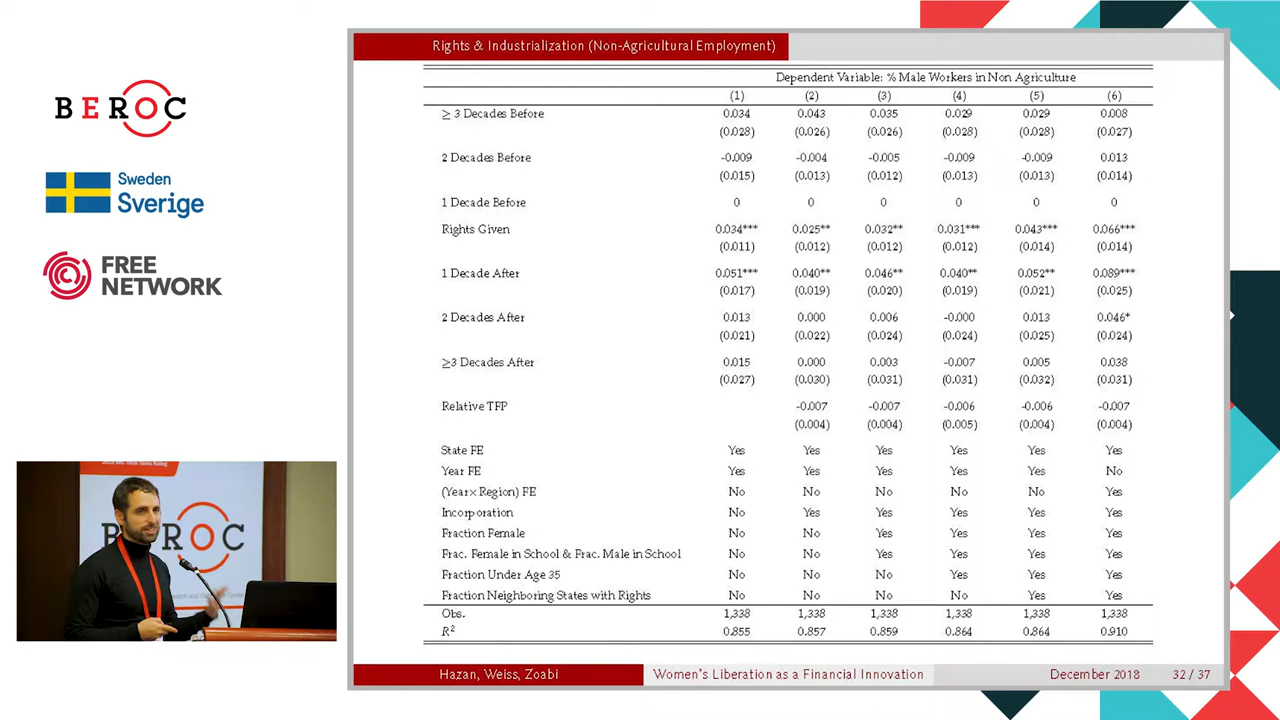 BEROC
Sweden
Sverige
FREE
NETWORK
Rights & Industrialization (Non-Agricultural Employment)
Dependent Variable: % Male Workers in Non Agriculture
(1) (2) (3) (4) (5) (6)
≥ 3 Decades Before 0.034 0.043 0.035 0.029 0.029 0.008
(0.028) (0.026) (0.026) (0.028) (0.028) (0.027)
2 Decades Before -0.009 -0.004 -0.005 -0.009 -0.009 0.013
(0.015) (0.013) (0.012) (0.013) (0.013) (0.014)
1 Decade Before 0 0 0 0 0 0
Rights Given 0.034*** 0.025** 0.032** 0.031*** 0.043*** 0.066***
(0.011) (0.012) (0.012) (0.012) (0.014) (0.014)
1 Decade After 0.051*** 0.040** 0.046** 0.040** 0.052** 0.089***
(0.017) (0.019) (0.020) (0.019) (0.021) (0.025)
2 Decades After 0.013 0.000 0.006 -0.000 0.013 0.046*
(0.021) (0.022) (0.024) (0.024) (0.025) (0.024)
≥3 Decades After 0.015 0.000 0.003 -0.007 0.005 0.038
(0.027) (0.030) (0.031) (0.031) (0.032) (0.031)
Relative TFP -0.007 -0.007 -0.006 -0.006 -0.007
(0.004) (0.004) (0.005) (0.004) (0.004)
State FE Yes Yes Yes Yes Yes Yes
Year FE Yes Yes Yes Yes Yes No
(Year×Region) FE No No No No No Yes
Incorporation No Yes Yes Yes Yes Yes
Fraction Female No No Yes Yes Yes Yes
Frac. Female in School & Frac. Male in School No No Yes Yes Yes Yes
Fraction Under Age 35 No No No Yes Yes Yes
Fraction Neighboring States with Rights No No No No Yes Yes
Obs. 1,338 1,338 1,338 1,338 1,338 1,338
R² 0.855 0.857 0.859 0.864 0.864 0.910
Hazan, Weiss, Zoabi Women's Liberation as a Financial Innovation December 2018 32 / 37